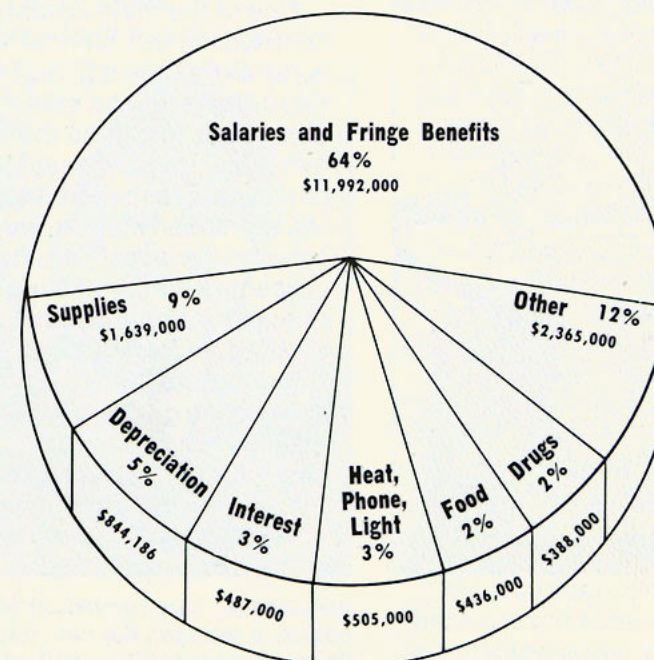 Salaries and Fringe Benefits
64%
$11,992,000
Supplies 9%
$1,639,000
Other 12%
$2,365,000
Depreciation
5%
$844,186
Interest
3%
$487,000
Heat,
Phone,
Light
3%
$505,000
Food
2%
$436,000
Drugs
2%
$388,000